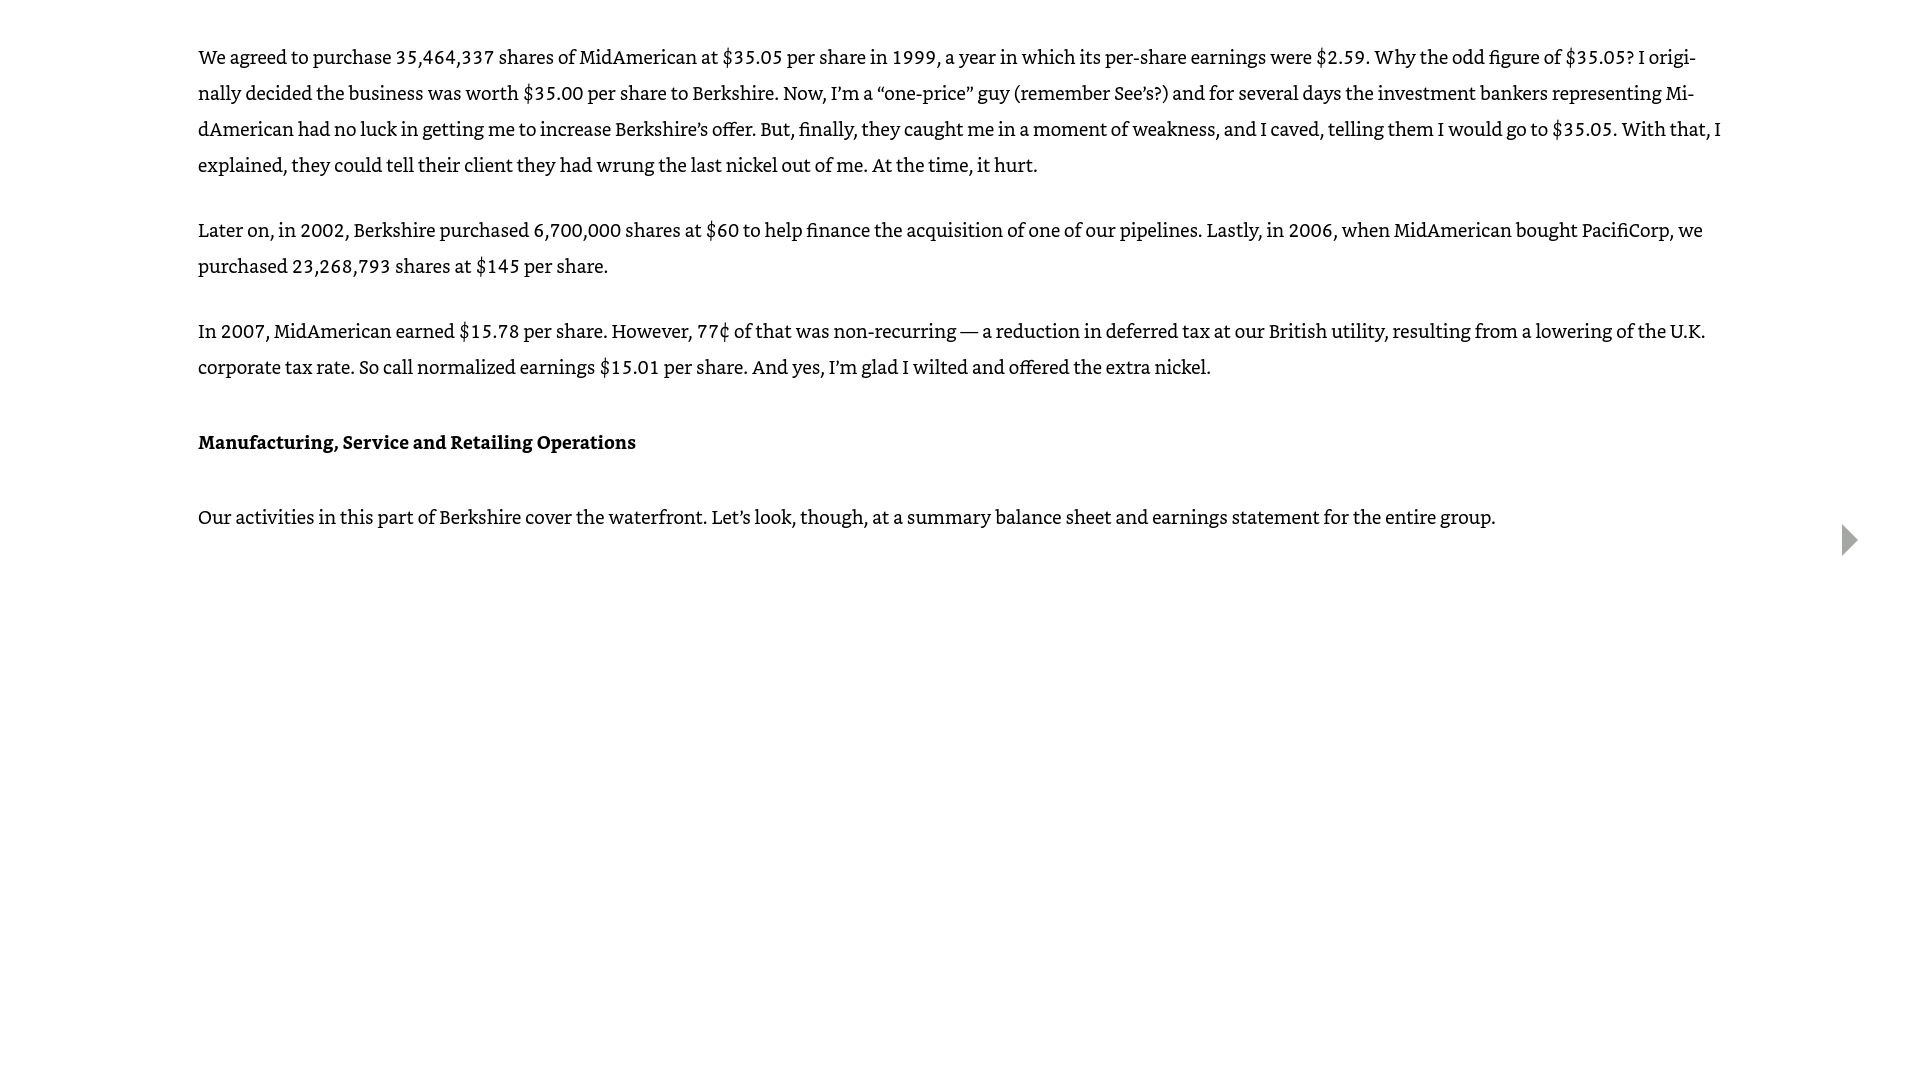 We agreed to purchase 35,464,337 shares of MidAmerican at $35.05 per share in 1999, a year in which its per-share earnings were $2.59. Why the odd figure of $35.05? I origi-
nally decided the business was worth $35.00 per share to Berkshire. Now, I’m a “one-price” guy (remember See’s?) and for several days the investment bankers representing Mi-
dAmerican had no luck in getting me to increase Berkshire’s offer. But, finally, they caught me in a moment of weakness, and I caved, telling them I would go to $35.05. With that, I
explained, they could tell their client they had wrung the last nickel out of me. At the time, it hurt.
Later on, in 2002, Berkshire purchased 6,700,000 shares at $60 to help finance the acquisition of one of our pipelines. Lastly, in 2006, when MidAmerican bought PacifiCorp, we
purchased 23,268,793 shares at $145 per share.
In 2007, MidAmerican earned $15.78 per share. However, 77¢ of that was non-recurring — a reduction in deferred tax at our British utility, resulting from a lowering of the U.K.
corporate tax rate. So call normalized earnings $15.01 per share. And yes, I’m glad I wilted and offered the extra nickel.
Manufacturing, Service and Retailing Operations
Our activities in this part of Berkshire cover the waterfront. Let’s look, though, at a summary balance sheet and earnings statement for the entire group.